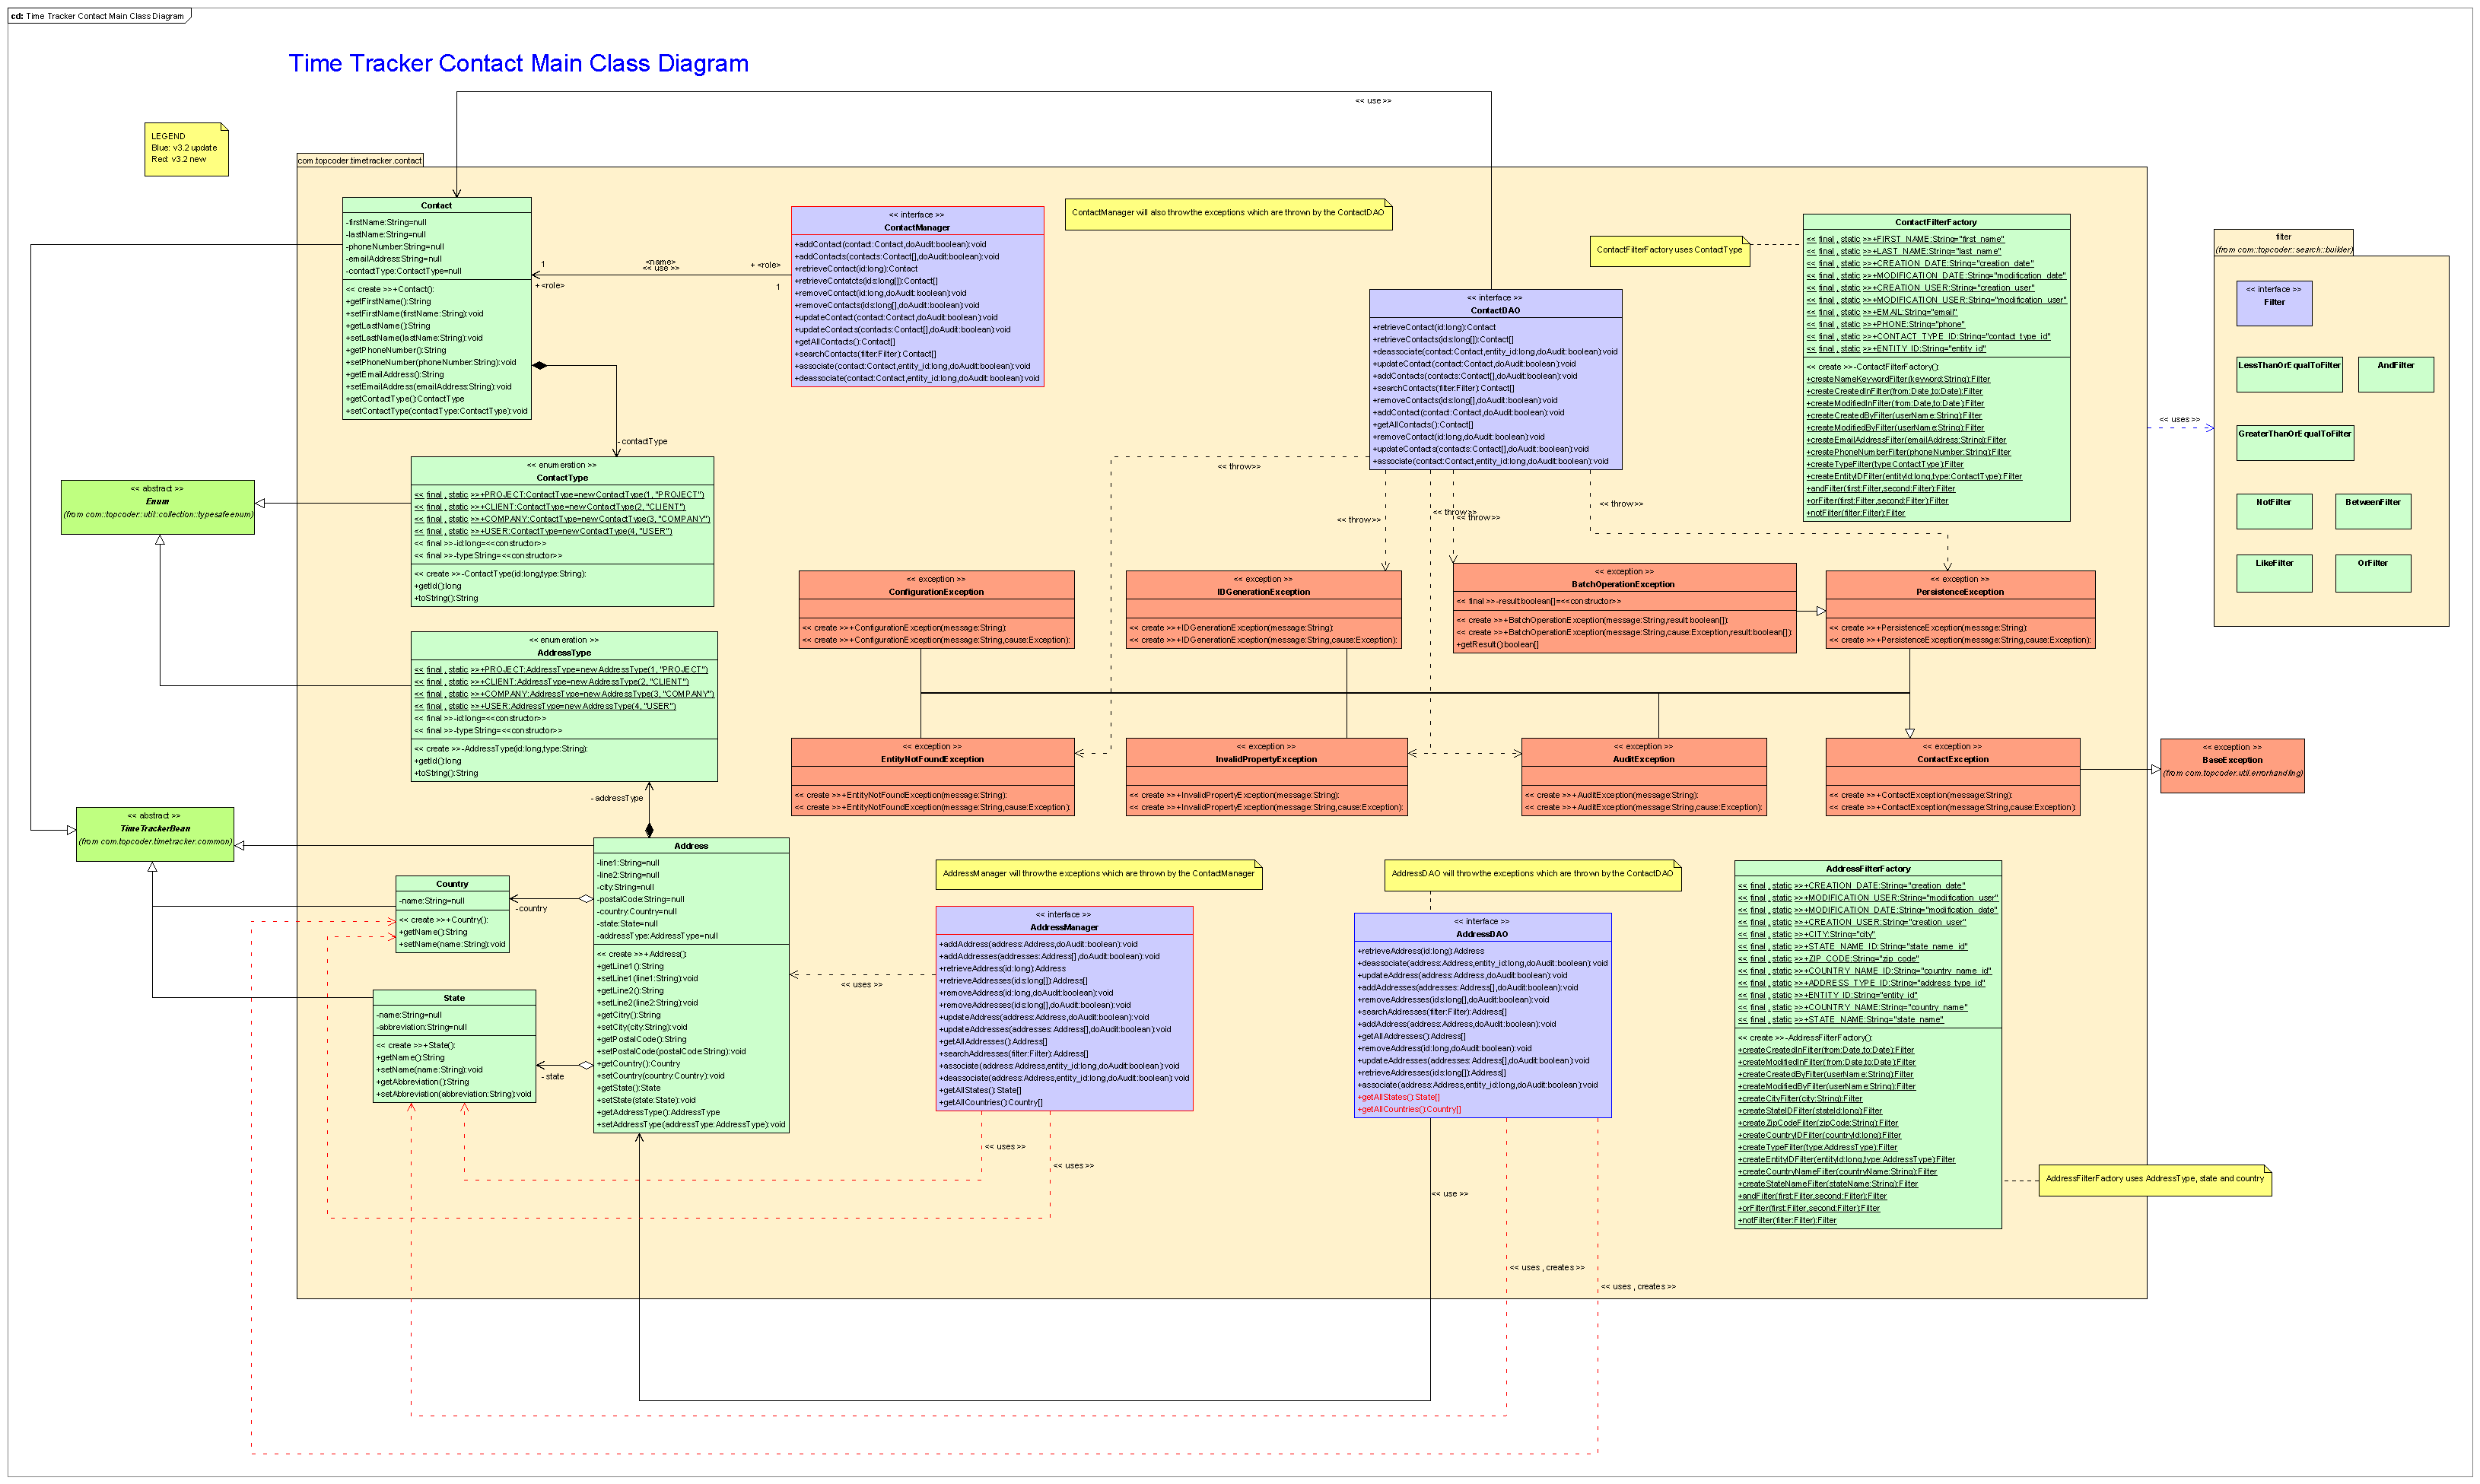 cd: Time Tracker Contact Main Class Diagram
Time Tracker Contact Main Class Diagram
<< use >>
LEGEND
Blue: v3.2 update
Red: v3.2 new
com.topcoder.timetracker.contact
Contact
-firstName:String=null
-lastName:String=null
-phoneNumber:String=null
-emailAddress:String=null
-contactType:ContactType=null
<< create >>+Contact():
+getFirstName():String
+setFirstName(firstName:String):void
+getLastName():String
+setLastName(lastName:String):void
+getPhoneNumber():String
+setPhoneNumber(phoneNumber:String):void
+getEmailAddress():String
+setEmailAddress(emailAddress:String):void
+getContactType():ContactType
+setContactType(contactType:ContactType):void
1
+ <role>
<name>
<< use >>
+ <role>
1
<< interface >>
ContactManager
+addContact(contact:Contact,doAudit:boolean):void
+addContacts(contacts:Contact[],doAudit:boolean):void
+retrieveContact(id:long):Contact
+retrieveContatcts(ids:long[]):Contact[]
+removeContact(id:long,doAudit:boolean):void
+removeContacts(ids:long[],doAudit:boolean):void
+updateContact(contact:Contact,doAudit:boolean):void
+updateContacts(contacts:Contact[],doAudit:boolean):void
+getAllContacts():Contact[]
+searchContacts(filter:Filter):Contact[]
+associate(contact:Contact,entity_id:long,doAudit:boolean):void
+deassociate(contact:Contact,entity_id:long,doAudit:boolean):void
ContactManager will also throw the exceptions which are thrown by the ContactDAO
<< interface >>
ContactDAO
+retrieveContact(id:long):Contact
+retrieveContacts(ids:long[]):Contact[]
+deassociate(contact:Contact,entity_id:long,doAudit:boolean):void
+updateContact(contact:Contact,doAudit:boolean):void
+addContacts(contacts:Contact[],doAudit:boolean):void
+searchContacts(filter:Filter):Contact[]
+removeContacts(ids:long[],doAudit:boolean):void
+addContact(contact:Contact,doAudit:boolean):void
+getAllContacts():Contact[]
+removeContact(id:long,doAudit:boolean):void
+updateContacts(contacts:Contact[],doAudit:boolean):void
+associate(contact:Contact,entity_id:long,doAudit:boolean):void
ContactFilterFactory uses ContactType
ContactFilterFactory
<< final , static >>+FIRST_NAME:String="first_name"
<< final , static >>+LAST_NAME:String="last_name"
<< final , static >>+CREATION_DATE:String="creation_date"
<< final , static >>+MODIFICATION_DATE:String="modification_date"
<< final , static >>+CREATION_USER:String="creation_user"
<< final , static >>+MODIFICATION_USER:String="modification_user"
<< final , static >>+EMAIL:String="email"
<< final , static >>+PHONE:String="phone"
<< final , static >>+CONTACT_TYPE_ID:String="contact_type_id"
<< final , static >>+ENTITY_ID:String="entity_id"
<< create >>-ContactFilterFactory():
+createNameKeywordFilter(keyword:String):Filter
+createCreatedInFilter(from:Date,to:Date):Filter
+createModifiedInFilter(from:Date,to:Date):Filter
+createCreatedByFilter(userName:String):Filter
+createModifiedByFilter(userName:String):Filter
+createEmailAddressFilter(emailAddress:String):Filter
+createPhoneNumberFilter(phoneNumber:String):Filter
+createTypeFilter(type:ContactType):Filter
+createEntityIDFilter(entityId:long,type:ContactType):Filter
+andFilter(first:Filter,second:Filter):Filter
+orFilter(first:Filter,second:Filter):Filter
+notFilter(filter:Filter):Filter
<< uses >>
filter
(from com::topcoder::search::builder)
<< interface >>
Filter
LessThanOrEqualToFilter
AndFilter
GreaterThanOrEqualToFilter
NotFilter
BetweenFilter
LikeFilter
OrFilter
- contactType
<< enumeration >>
ContactType
<< final , static >>+PROJECT:ContactType=new ContactType(1, "PROJECT")
<< final , static >>+CLIENT:ContactType=new ContactType(2, "CLIENT")
<< final , static >>+COMPANY:ContactType=new ContactType(3, "COMPANY")
<< final , static >>+USER:ContactType=new ContactType(4, "USER")
<< final >>-id:long=<<constructor>>
<< final >>-type:String=<<constructor>>
<< create >>-ContactType(id:long,type:String):
+getId():long
+toString():String
<< abstract >>
Enum
(from com::topcoder::util::collection::typesafeenum)
<< throw>>
<< throw>>
<< throw>>
<< throw>>
<< throw>>
<< enumeration >>
AddressType
<< final , static >>+PROJECT:AddressType=new AddressType(1, "PROJECT")
<< final , static >>+CLIENT:AddressType=new AddressType(2, "CLIENT")
<< final , static >>+COMPANY:AddressType=new AddressType(3, "COMPANY")
<< final , static >>+USER:AddressType=new AddressType(4, "USER")
<< final >>-id:long=<<constructor>>
<< final >>-type:String=<<constructor>>
<< create >>-AddressType(id:long,type:String):
+getId():long
+toString():String
<< exception >>
ConfigurationException
<< create >>+ConfigurationException(message:String):
<< create >>+ConfigurationException(message:String,cause:Exception):
<< exception >>
IDGenerationException
<< create >>+IDGenerationException(message:String):
<< create >>+IDGenerationException(message:String,cause:Exception):
<< exception >>
BatchOperationException
<< final >>-result:boolean[]=<<constructor>>
<< create >>+BatchOperationException(message:String,result:boolean[]):
<< create >>+BatchOperationException(message:String,cause:Exception,result:boolean[]):
+getResult():boolean[]
<< exception >>
PersistenceException
<< create >>+PersistenceException(message:String):
<< create >>+PersistenceException(message:String,cause:Exception):
<< exception >>
EntityNotFoundException
<< create >>+EntityNotFoundException(message:String):
<< create >>+EntityNotFoundException(message:String,cause:Exception):
<< exception >>
InvalidPropertyException
<< create >>+InvalidPropertyException(message:String):
<< create >>+InvalidPropertyException(message:String,cause:Exception):
<< exception >>
AuditException
<< create >>+AuditException(message:String):
<< create >>+AuditException(message:String,cause:Exception):
<< exception >>
ContactException
<< create >>+ContactException(message:String):
<< create >>+ContactException(message:String,cause:Exception):
<< exception >>
BaseException
(from com.topcoder.util.errorhandling)
- addressType
<< abstract >>
TimeTrackerBean
(from com.topcoder.timetracker.common)
Address
-line1:String=null
-line2:String=null
-city:String=null
-postalCode:String=null
-country:Country=null
-state:State=null
-addressType:AddressType=null
<< create >>+Address():
+getLine1():String
+setLine1(line1:String):void
+getLine2():String
+setLine2(line2:String):void
+getCitry():String
+setCity(city:String):void
+getPostalCode():String
+setPostalCode(postalCode:String):void
+getCountry():Country
+setCountry(country:Country):void
+getState():State
+setState(state:State):void
+getAddressType():AddressType
+setAddressType(addressType:AddressType):void
Country
-name:String=null
<< create >>+Country():
+getName():String
+setName(name:String):void
- country
State
-name:String=null
-abbreviation:String=null
<< create >>+State():
+getName():String
+setName(name:String):void
+getAbbreviation():String
+setAbbreviation(abbreviation:String):void
- state
<< uses >>
AddressManager will throw the exceptions which are thrown by the ContactManager
<< interface >>
AddressManager
+addAddress(address:Address,doAudit:boolean):void
+addAddresses(addresses:Address[],doAudit:boolean):void
+retrieveAddress(id:long):Address
+retrieveAddresses(ids:long[]):Address[]
+removeAddress(id:long,doAudit:boolean):void
+removeAddresses(ids:long[],doAudit:boolean):void
+updateAddress(address:Address,doAudit:boolean):void
+updateAddresses(addresses:Address[],doAudit:boolean):void
+getAllAddresses():Address[]
+searchAddresses(filter:Filter):Address[]
+associate(address:Address,entity_id:long,doAudit:boolean):void
+deassociate(address:Address,entity_id:long,doAudit:boolean):void
+getAllStates():State[]
+getAllCountries():Country[]
<< uses >>
<< uses >>
AddressDAO will throw the exceptions which are thrown by the ContactDAO
<< interface >>
AddressDAO
+retrieveAddress(id:long):Address
+deassociate(address:Address,entity_id:long,doAudit:boolean):void
+updateAddress(address:Address,doAudit:boolean):void
+addAddresses(addresses:Address[],doAudit:boolean):void
+removeAddresses(ids:long[],doAudit:boolean):void
+searchAddresses(filter:Filter):Address[]
+addAddress(address:Address,doAudit:boolean):void
+getAllAddresses():Address[]
+removeAddress(id:long,doAudit:boolean):void
+updateAddresses(addresses:Address[],doAudit:boolean):void
+retrieveAddresses(ids:long[]):Address[]
+associate(address:Address,entity_id:long,doAudit:boolean):void
+getAllStates():State[]
+getAllCountries():Country[]
<< use >>
<< uses , creates >>
<< uses , creates >>
AddressFilterFactory
<< final , static >>+CREATION_DATE:String="creation_date"
<< final , static >>+MODIFICATION_USER:String="modification_user"
<< final , static >>+MODIFICATION_DATE:String="modification_date"
<< final , static >>+CREATION_USER:String="creation_user"
<< final , static >>+CITY:String="city"
<< final , static >>+STATE_NAME_ID:String="state_name_id"
<< final , static >>+ZIP_CODE:String="zip_code"
<< final , static >>+COUNTRY_NAME_ID:String="country_name_id"
<< final , static >>+ADDRESS_TYPE_ID:String="address_type_id"
<< final , static >>+ENTITY_ID:String="entity_id"
<< final , static >>+COUNTRY_NAME:String="country_name"
<< final , static >>+STATE_NAME:String="state_name"
<< create >>-AddressFilterFactory():
+createCreatedInFilter(from:Date,to:Date):Filter
+createModifiedInFilter(from:Date,to:Date):Filter
+createCreatedByFilter(userName:String):Filter
+createModifiedByFilter(userName:String):Filter
+createCityFilter(city:String):Filter
+createStateIDFilter(stateId:long):Filter
+createZipCodeFilter(zipCode:String):Filter
+createCountryIDFilter(countryId:long):Filter
+createTypeFilter(type:AddressType):Filter
+createEntityIDFilter(entityId:long,type:AddressType):Filter
+createCountryNameFilter(countryName:String):Filter
+createStateNameFilter(stateName:String):Filter
+andFilter(first:Filter,second:Filter):Filter
+orFilter(first:Filter,second:Filter):Filter
+notFilter(filter:Filter):Filter
AddressFilterFactory uses AddressType, state and country